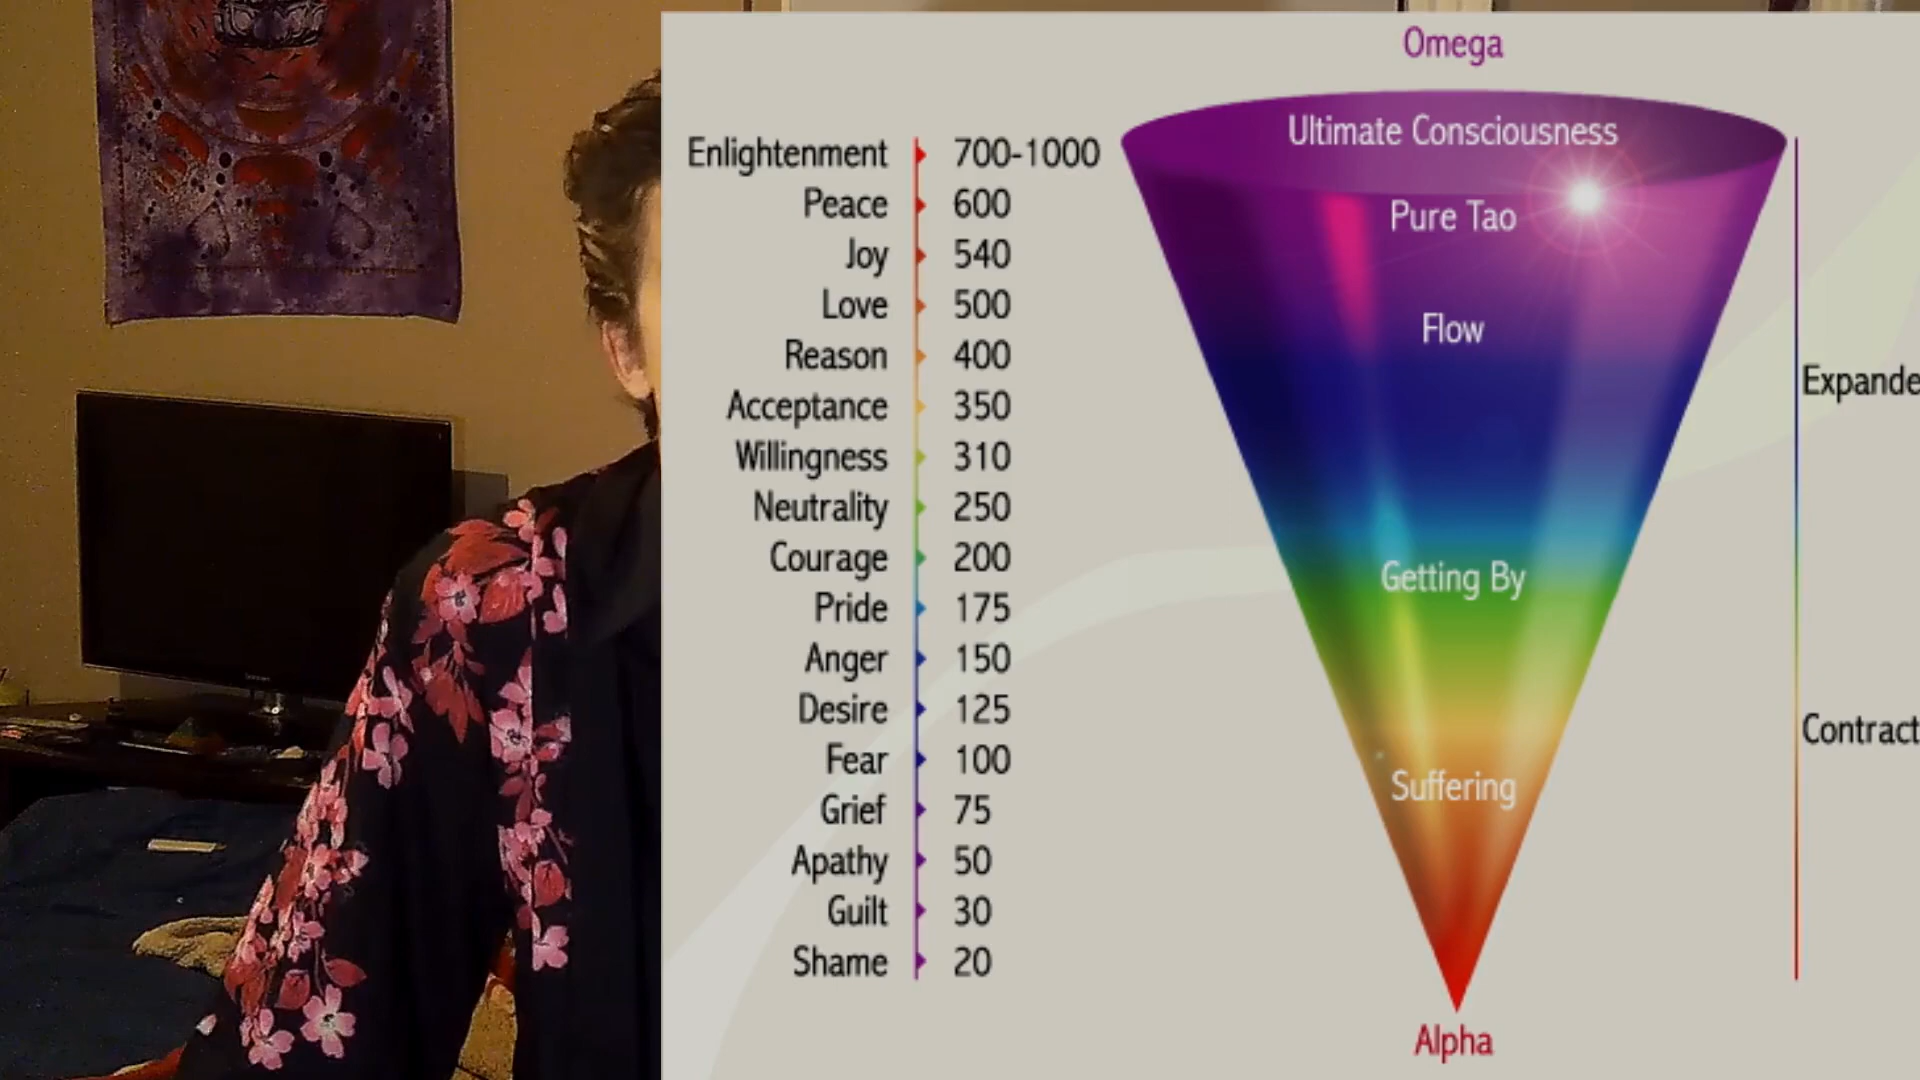 Omega
Ultimate Consciousness
Enlightenment 700-1000
Peace 600
Pure Tao
Joy 540
Love 500
Flow
Reason 400
Expande
Acceptance 350
Willingness 310
Neutrality 250
Courage 200
Getting By
Pride 175
Anger 150
Desire 125
Contract
Fear 100
Suffering
Grief 75
Apathy 50
Guilt 30
Shame 20
Alpha